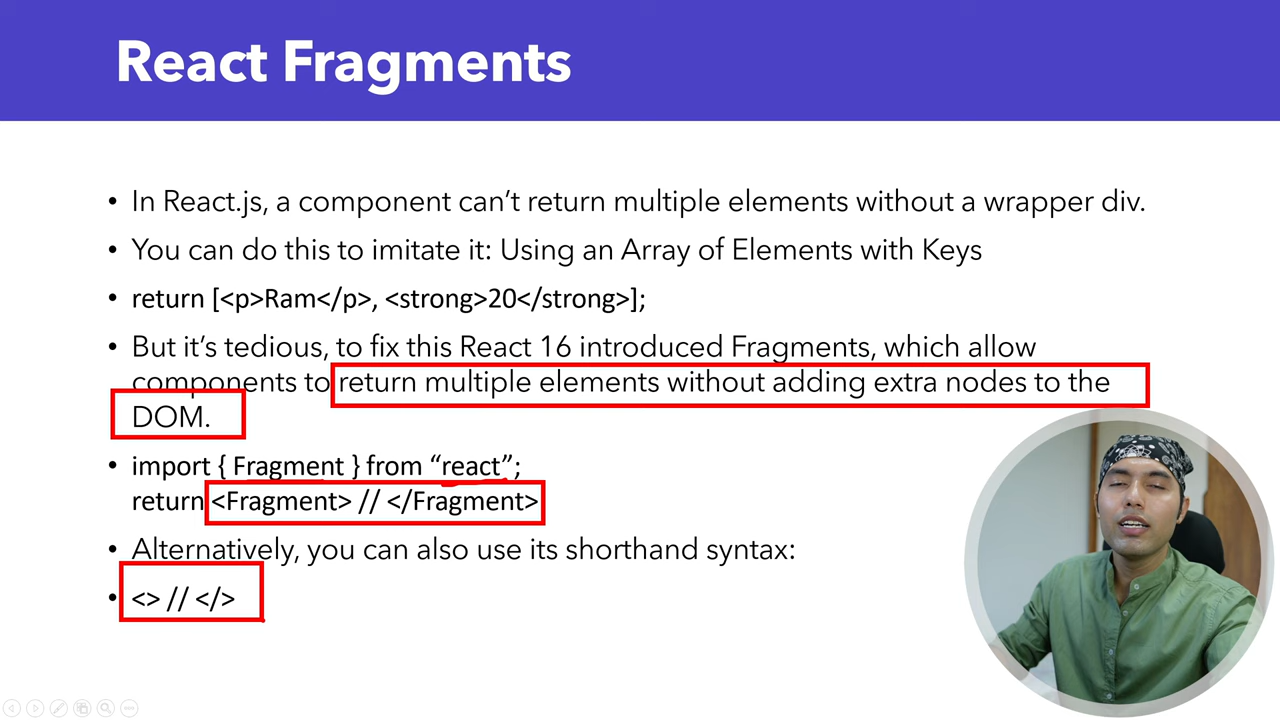 React Fragments
• In React.js, a component can’t return multiple elements without a wrapper div.
• You can do this to imitate it: Using an Array of Elements with Keys
• return [<p>Ram</p>, <strong>20</strong>];
• But it’s tedious, to fix this React 16 introduced Fragments, which allow
components to return multiple elements without adding extra nodes to the
DOM.
• import { Fragment } from “react”;
return <Fragment> // </Fragment>
• Alternatively, you can also use its shorthand syntax:
• <> // </>